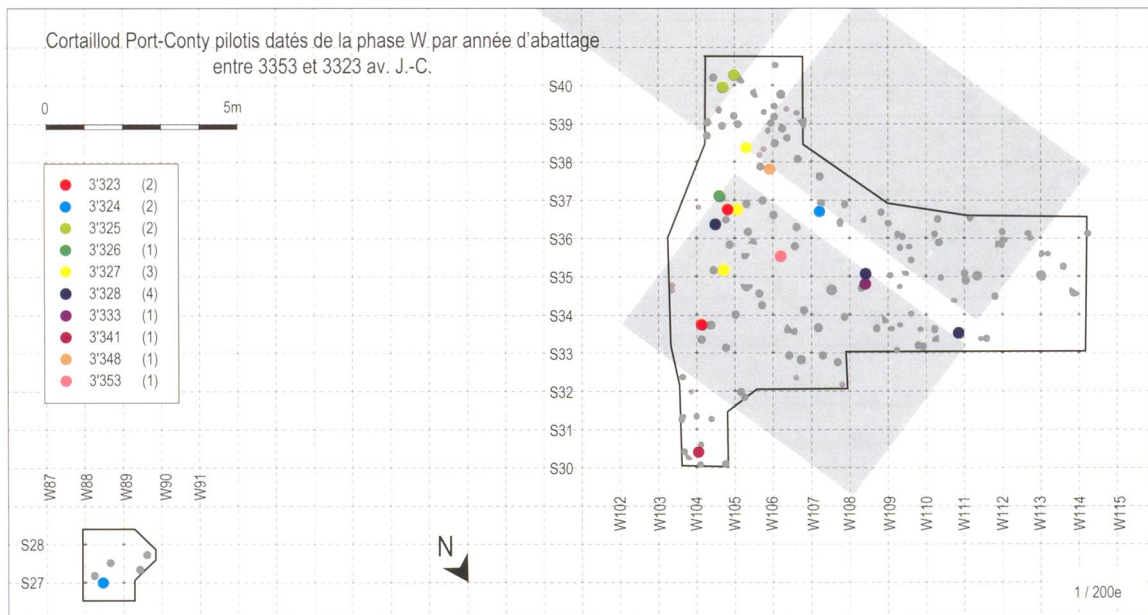 Cortaillod Port-Conty pilotis datés de la phase W par année d'abattage
entre 3353 et 3323 av. J.-C.
0 5m
3'323 (2)
3'324 (2)
3'325 (2)
3'326 (1)
3'327 (3)
3'328 (4)
3'333 (1)
3'341 (1)
3'348 (1)
3'353 (1)
S40
S39
S38
S37
S36
S35
S34
S33
S32
S31
S30
W87 W88 W89 W90 W91
W102 W103 W104 W105 W106 W107 W108 W109 W110 W111 W112 W113 W114 W115
S28
S27
N
1 / 200e